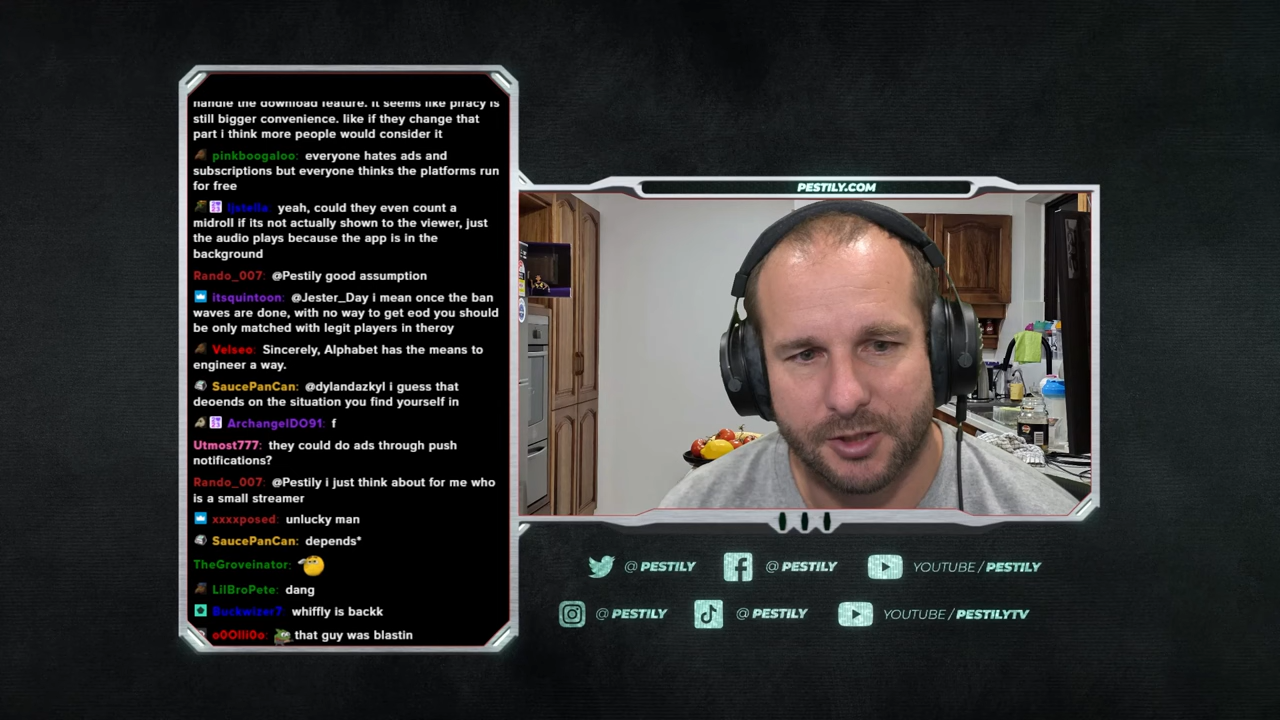 handle the download feature. It seems like piracy is
still bigger convenience. like if they change that
part i think more people would consider it
pinkboogaloo: everyone hates ads and
subscriptions but everyone thinks the platforms run
for free
ljstella: yeah, could they even count a
midroll if its not actually shown to the viewer, just
the audio plays because the app is in the
background
Rando_007: @Pestily good assumption
itsquintoon: @Jester_Day i mean once the ban
waves are done, with no way to get eod you should
be only matched with legit players in theroy
Velseo: Sincerely, Alphabet has the means to
engineer a way.
SaucePanCan: @dylandazkyl i guess that
deoends on the situation you find yourself in
ArchangelDO91: f
Utmost777: they could do ads through push
notifications?
Rando_007: @Pestily i just think about for me who
is a small streamer
xxxxposed: unlucky man
SaucePanCan: depends*
TheGroveinator:
LilBroPete: dang
Buckwizer7: whiffly is backk
o0Olli0o: that guy was blastin
PESTILY.COM
@PESTILY
@PESTILY
YOUTUBE/PESTILY
@PESTILY
@PESTILY
YOUTUBE/PESTILYTV